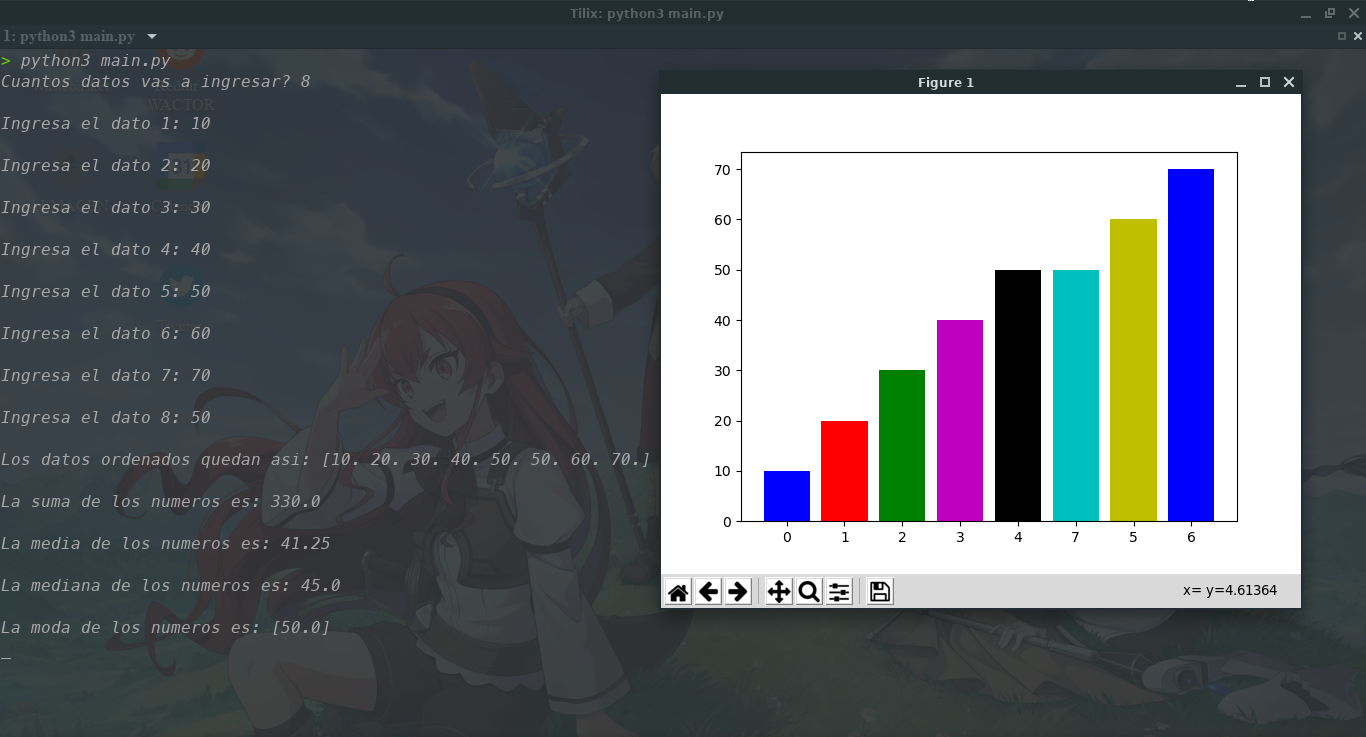 Tilix: python3 main.py
1: python3 main.py
> python3 main.py
Cuantos datos vas a ingresar? 8
WACTOR
Ingresa el dato 1: 10
Ingresa el dato 2: 20
Ingresa el dato 3: 30
Ingresa el dato 4: 40
Ingresa el dato 5: 50
Ingresa el dato 6: 60
Ingresa el dato 7: 70
Ingresa el dato 8: 50
Los datos ordenados quedan asi: [10. 20. 30. 40. 50. 50. 60. 70.]
La suma de los numeros es: 330.0
La media de los numeros es: 41.25
La mediana de los numeros es: 45.0
La moda de los numeros es: [50.0]
_
Figure 1
70
60
50
40
30
20
10
0
0 1 2 3 4 7 5 6
x= y=4.61364